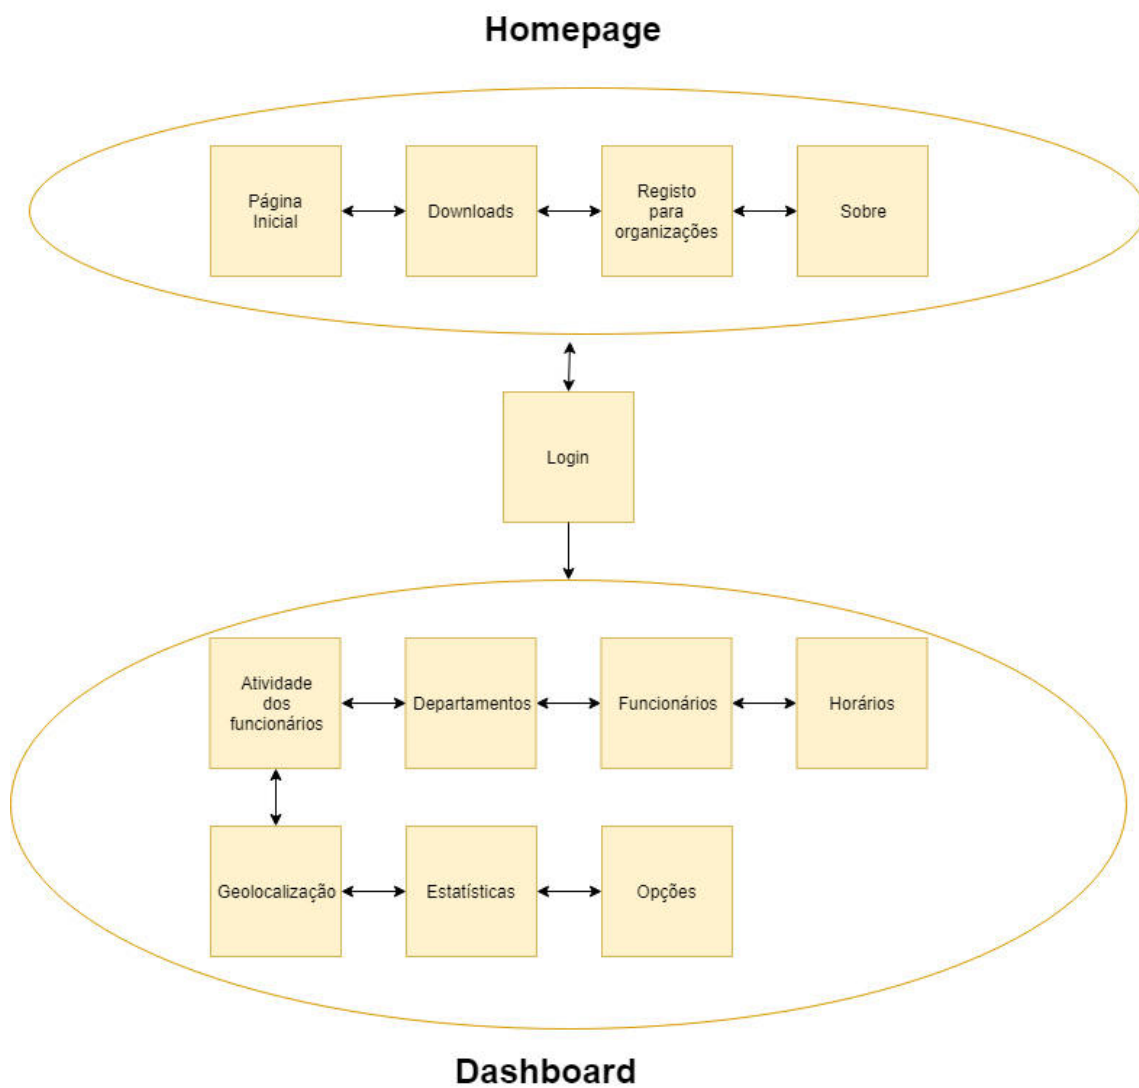 Homepage
Página
Inicial
Downloads
Registo
para
organizações
Sobre
Login
Atividade
dos
funcionários
Departamentos
Funcionários
Horários
Geolocalização
Estatísticas
Opções
Dashboard